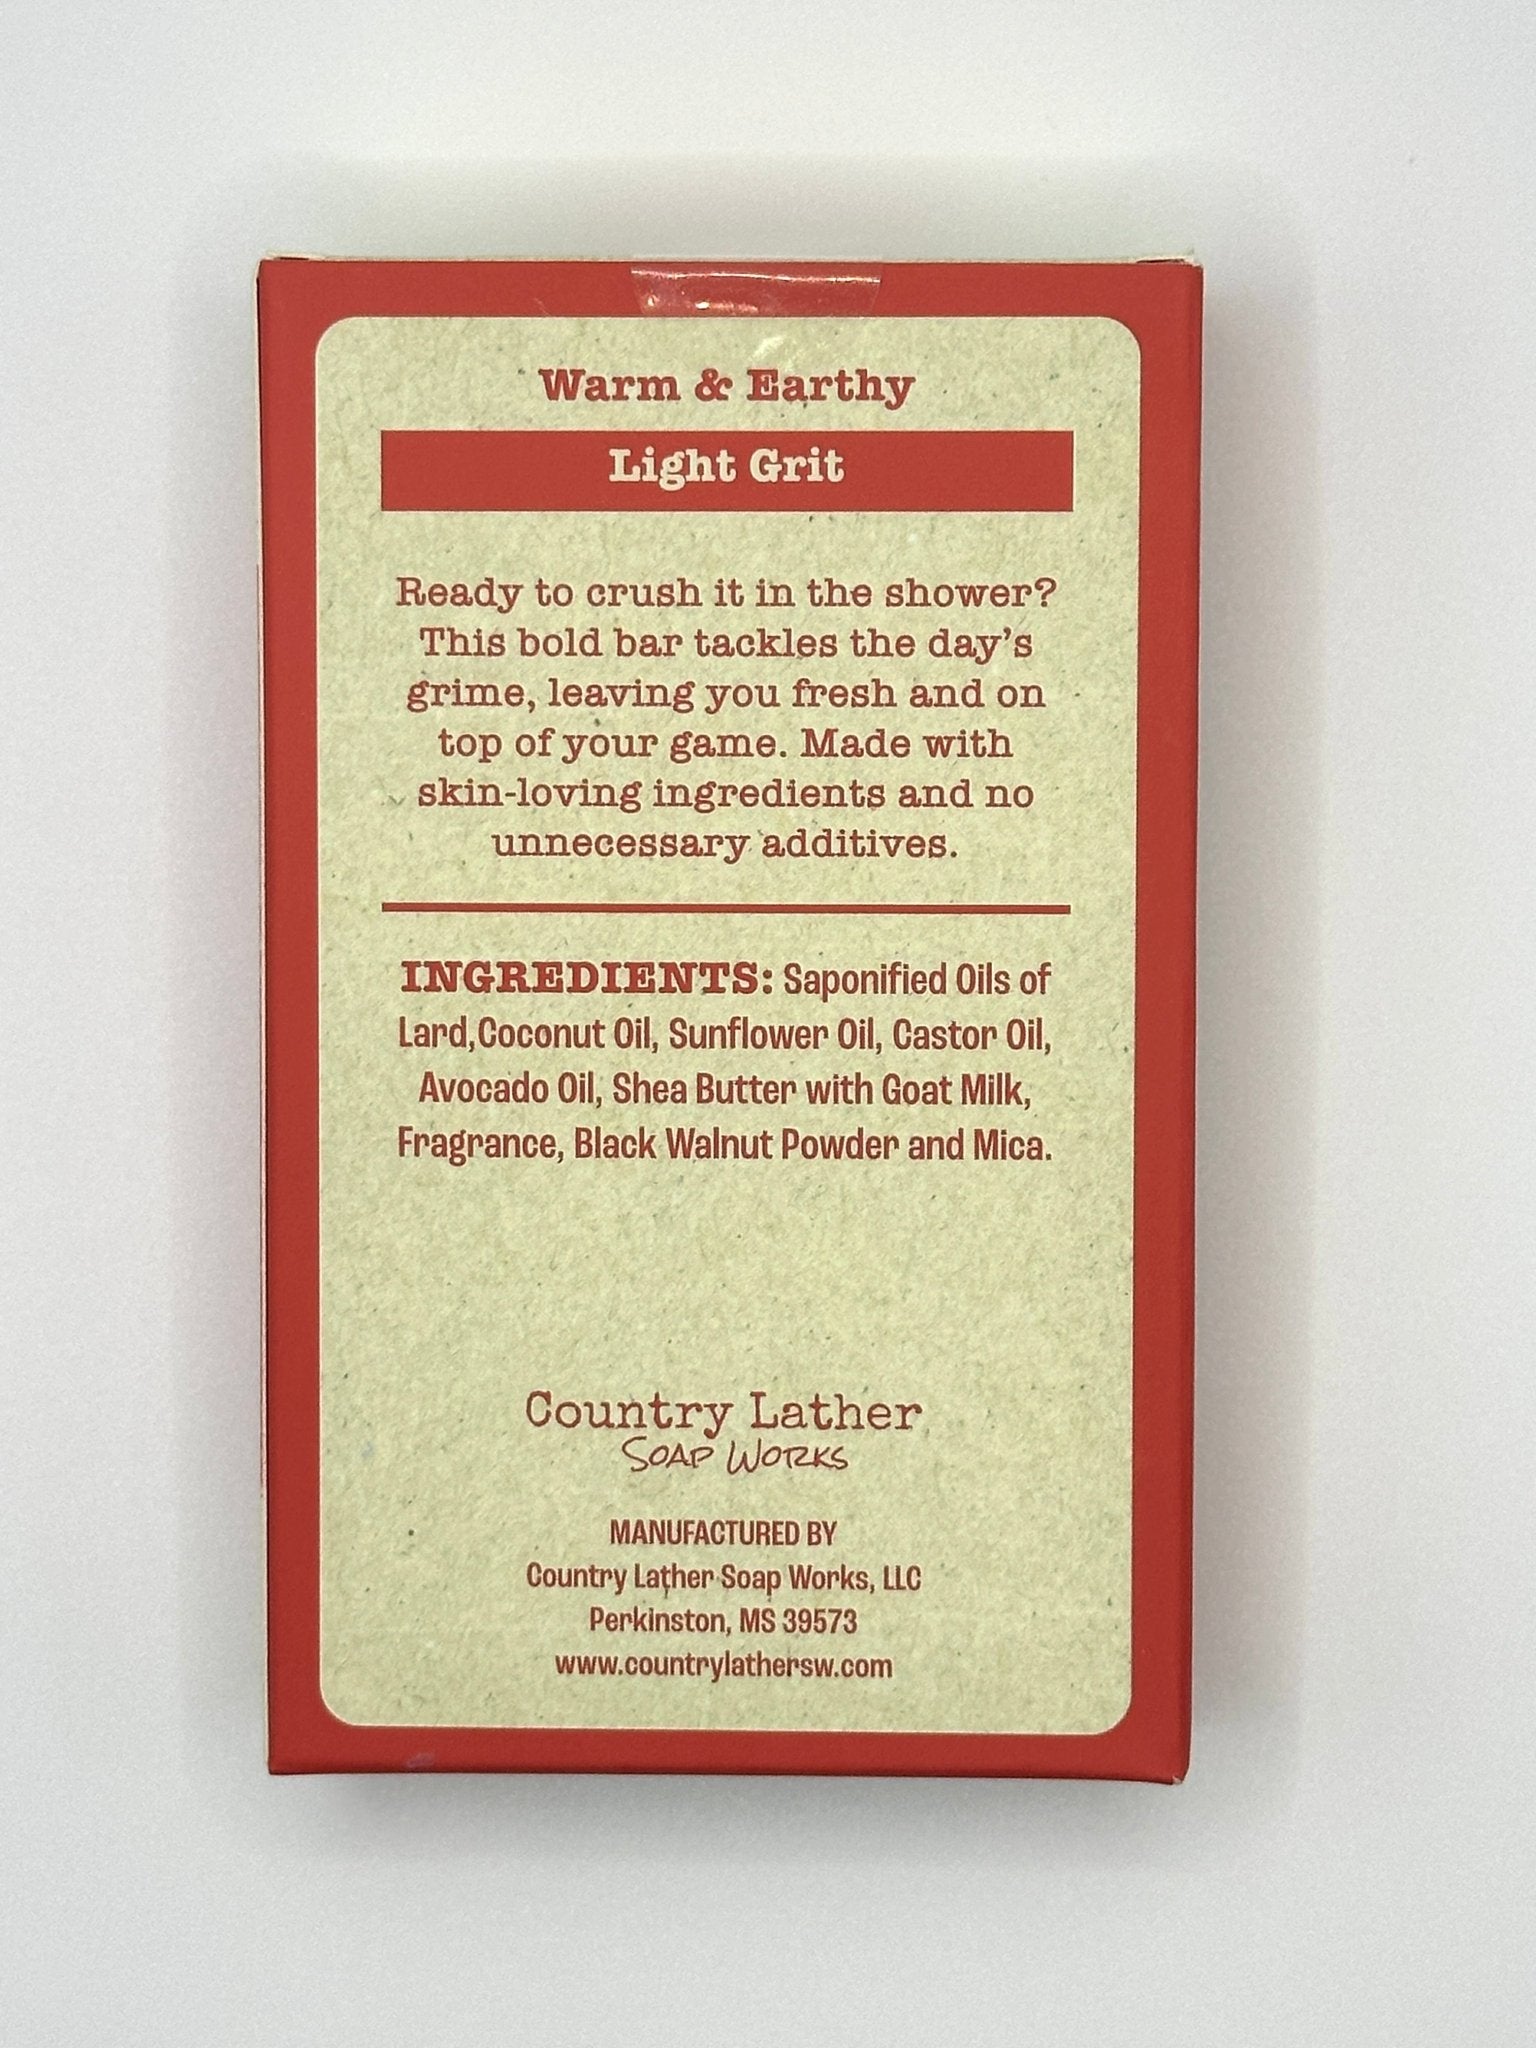 Warm & Earthy
Light Grit
Ready to crush it in the shower?
This bold bar tackles the day's
grime, leaving you fresh and on
top of your game. Made with
skin-loving ingredients and no
unnecessary additives.
INGREDIENTS: Saponified Oils of
Lard,Coconut Oil, Sunflower Oil, Castor Oil,
Avocado Oil, Shea Butter with Goat Milk,
Fragrance, Black Walnut Powder and Mica.
Country Lather
SOAP WORKS
MANUFACTURED BY
Country Lather Soap Works, LLC
Perkinston, MS 39573
www.countrylathersw.com